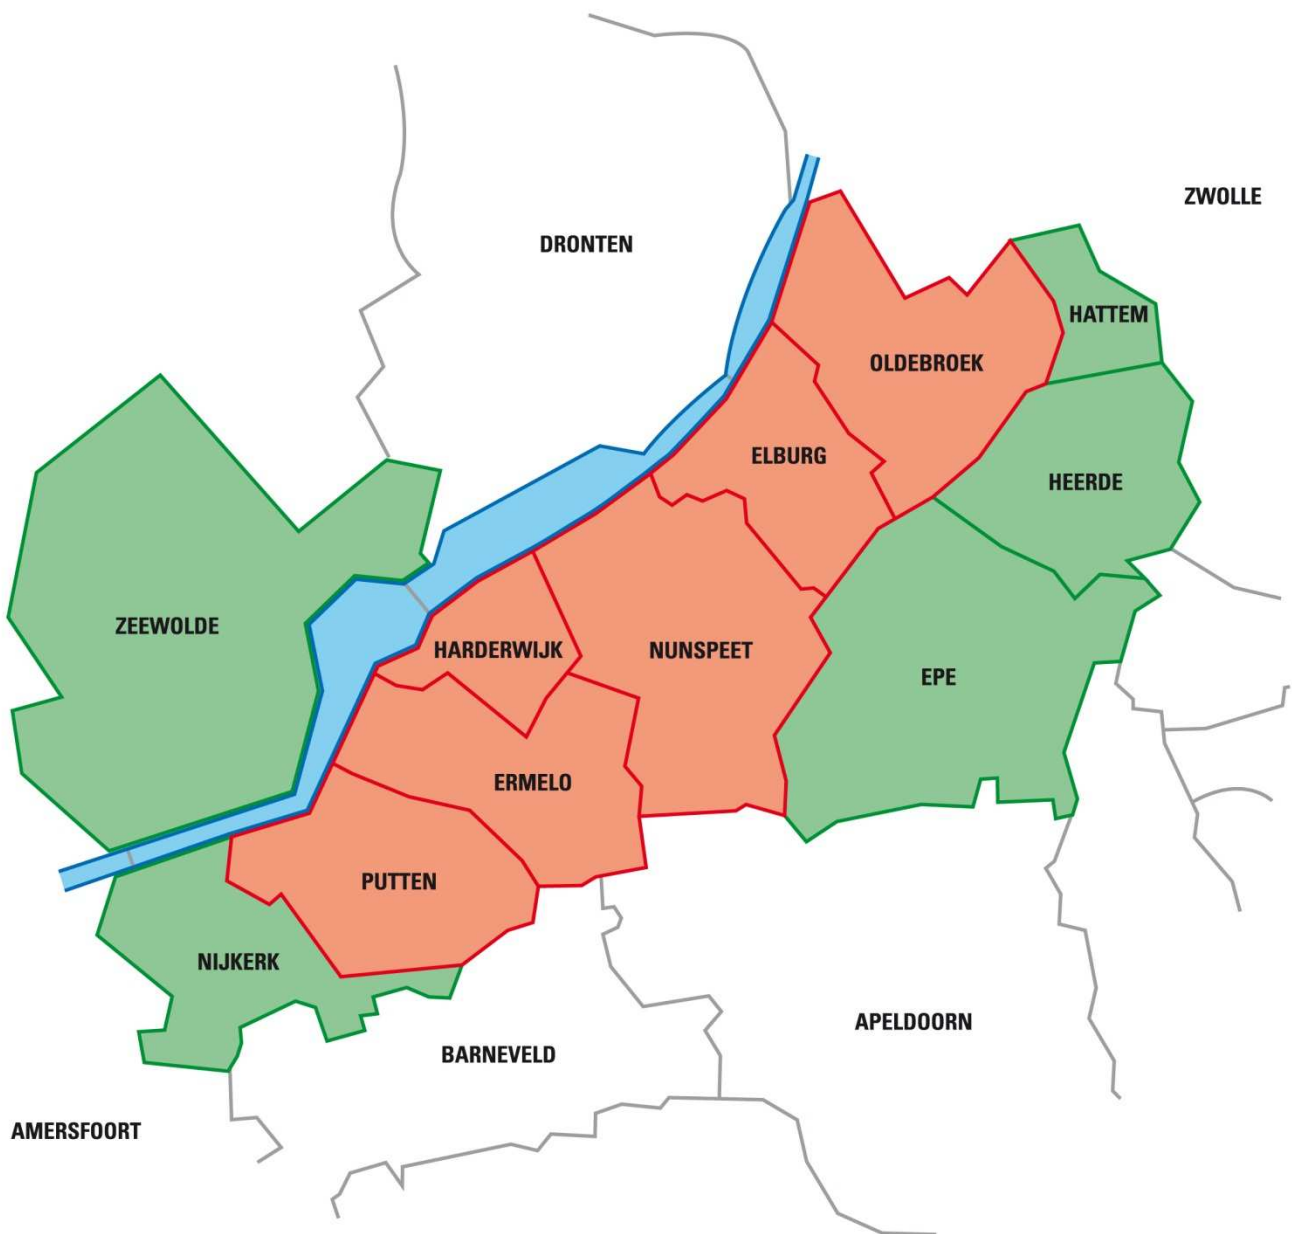 ZWOLLE
DRONTEN
HATTEM
OLDEBROEK
ELBURG
HEERDE
ZEEWOLDE
HARDERWIJK
NUNSPEET
EPE
ERMELO
PUTTEN
NIJKERK
APELDOORN
BARNEVELD
AMERSFOORT